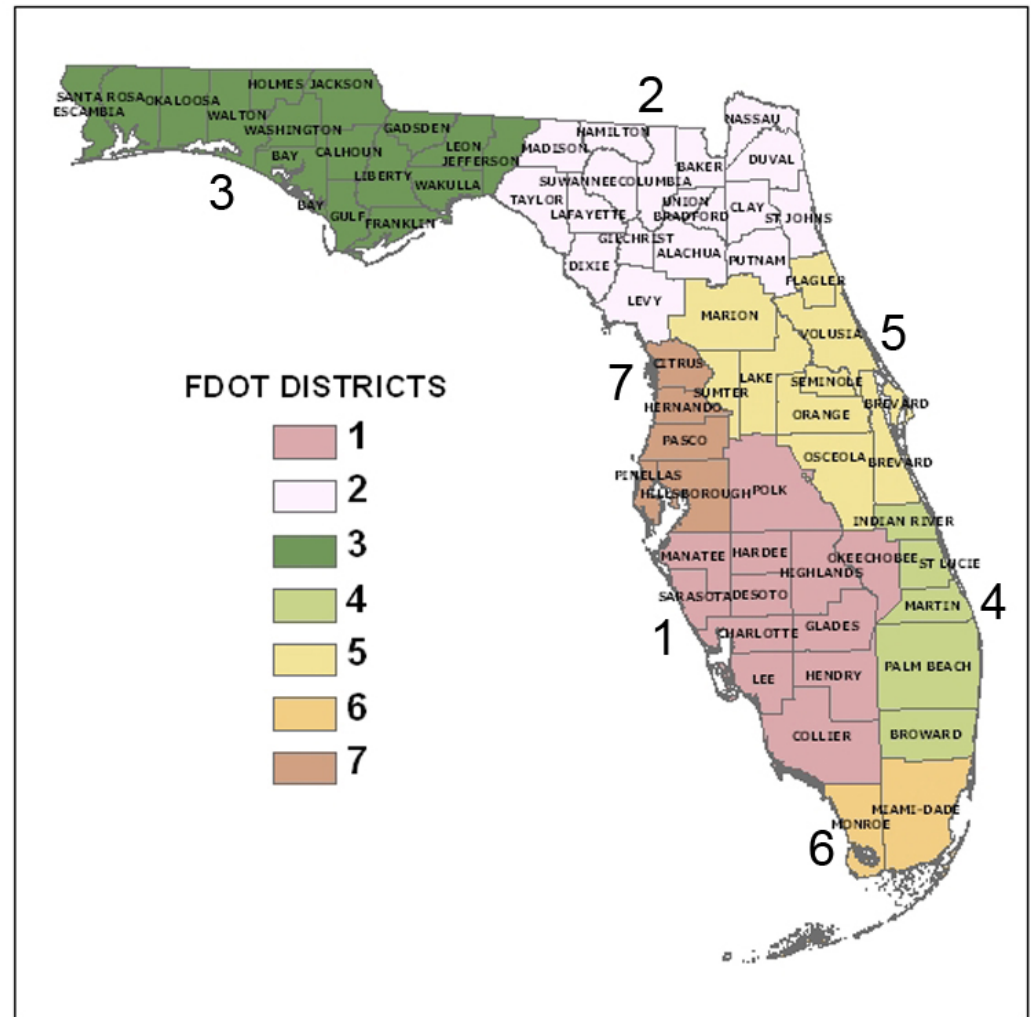 HOLMES JACKSON
SANTA ROSA OKALOOSA
ESCAMBIA
WALTON
WASHINGTON
GADSDEN
LEON
BAY
CALHOUN
JEFFERSON
LIBERTY
WAKULLA
BAY
GULF
FRANKLIN
3
2
NASSAU
HAMILTON
MADISON
DUVAL
BAKER
SUWANNEE COLUMBIA
TAYLOR
UNION
LAFAYETTE
BRADFORD
CLAY
ST JOHNS
GILCHRIST
ALACHUA
PUTNAM
DIXIE
FLAGLER
LEVY
MARION
VOLUSIA
5
7
CITRUS
LAKE
SEMINOLE
SUMTER
BREVARD
HERNANDO
ORANGE
PASCO
OSCEOLA
BREVARD
PINELLAS
HILLSBOROUGH
POLK
INDIAN RIVER
MANATEE
HARDEE
OKEECHOBEE
ST LUCIE
HIGHLANDS
SARASOTA
DESOTO
MARTIN
4
1
CHARLOTTE
GLADES
PALM BEACH
LEE
HENDRY
COLLIER
BROWARD
MIAMI-DADE
MONROE
6
FDOT DISTRICTS
1
2
3
4
5
6
7